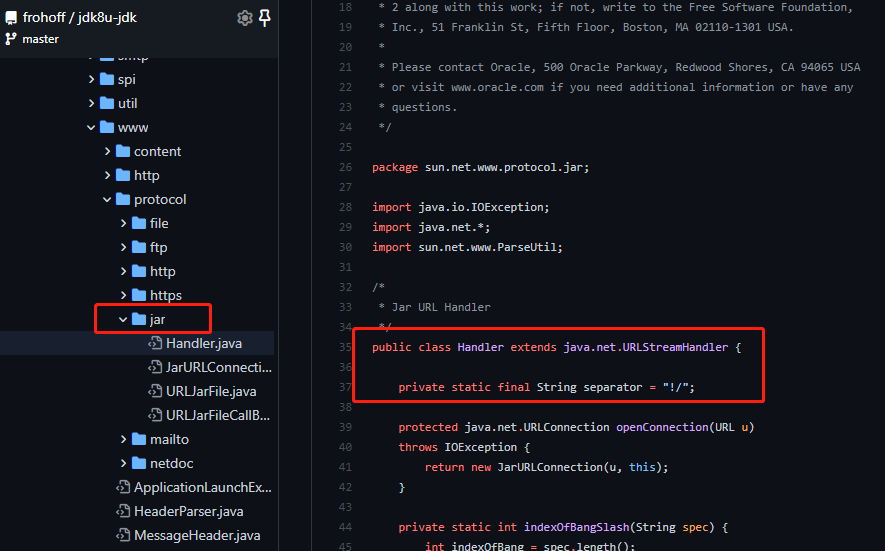 frohoff / jdk8u-jdk
master
smtp
spi
util
www
content
http
protocol
file
ftp
http
https
jar
Handler.java
JarURLConnecti...
URLJarFile.java
URLJarFileCallB...
mailto
netdoc
ApplicationLaunchEx...
HeaderParser.java
MessageHeader.java
18 * 2 along with this work; if not, write to the Free Software Foundation,
19 * Inc., 51 Franklin St, Fifth Floor, Boston, MA 02110-1301 USA.
20 *
21 * Please contact Oracle, 500 Oracle Parkway, Redwood Shores, CA 94065 USA
22 * or visit www.oracle.com if you need additional information or have any
23 * questions.
24 */
25
26 package sun.net.www.protocol.jar;
27
28 import java.io.IOException;
29 import java.net.*;
30 import sun.net.www.ParseUtil;
31
32 /*
33 * Jar URL Handler
34 */
35 public class Handler extends java.net.URLStreamHandler {
36
37 private static final String separator = "!/";
38
39 protected java.net.URLConnection openConnection(URL u)
40 throws IOException {
41 return new JarURLConnection(u, this);
42 }
43
44 private static int indexOfBangSlash(String spec) {
45 int indexOfBang = spec.length();